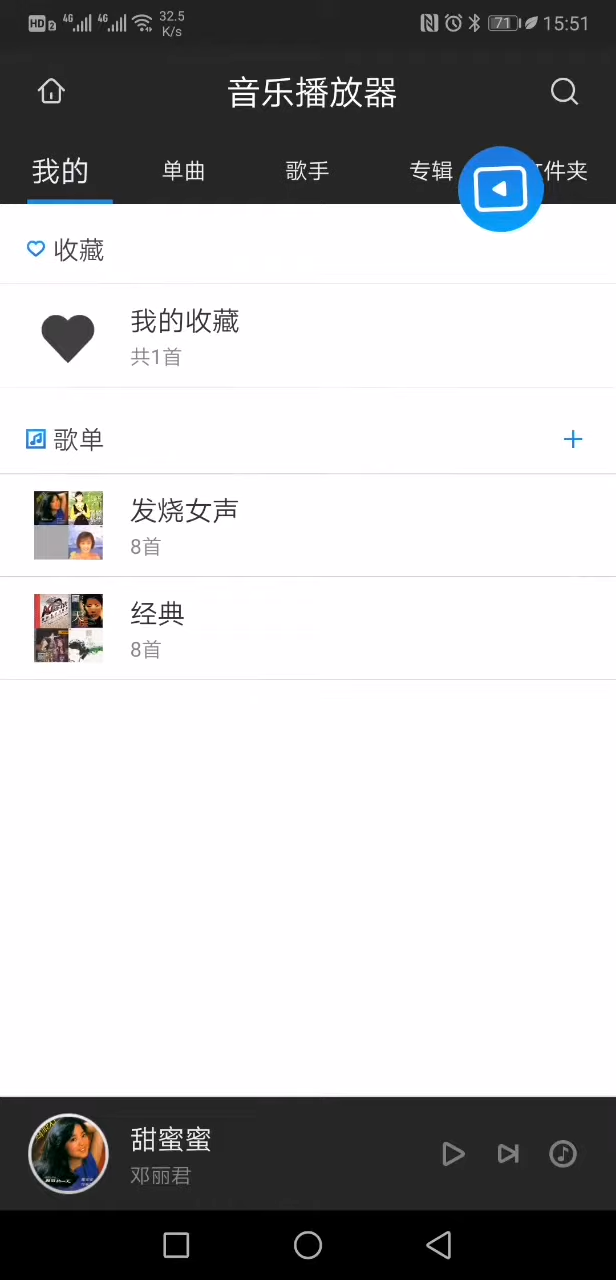 HD 2 4G 4G 32.5 K/s 71 15:51
音乐播放器
我的 单曲 歌手 专辑 件夹
收藏
我的收藏
共1首
歌单
发烧女声
8首
经典
8首
甜蜜蜜
邓丽君